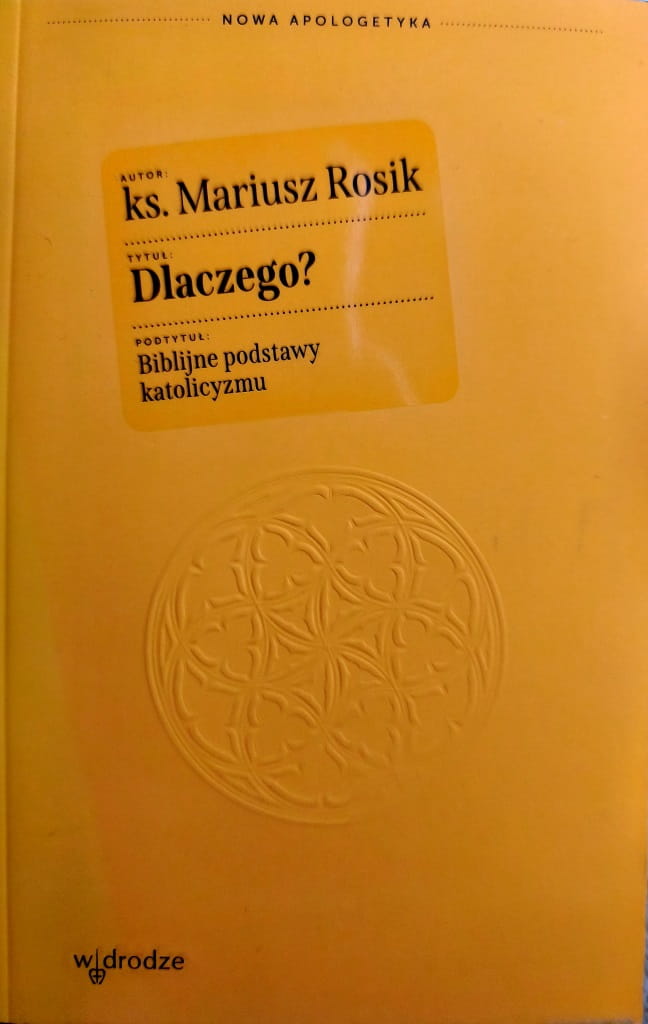 NOWA APOLOGETYKA
AUTOR:
ks. Mariusz Rosik
TYTUŁ:
Dlaczego?
PODTYTUŁ:
Biblijne podstawy
katolicyzmu
w drodze